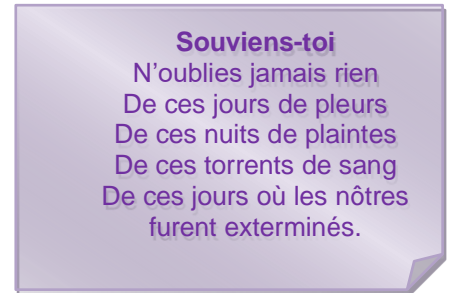 Souviens-toi
N’oublies jamais rien
De ces jours de pleurs
De ces nuits de plaintes
De ces torrents de sang
De ces jours où les nôtres
furent exterminés.